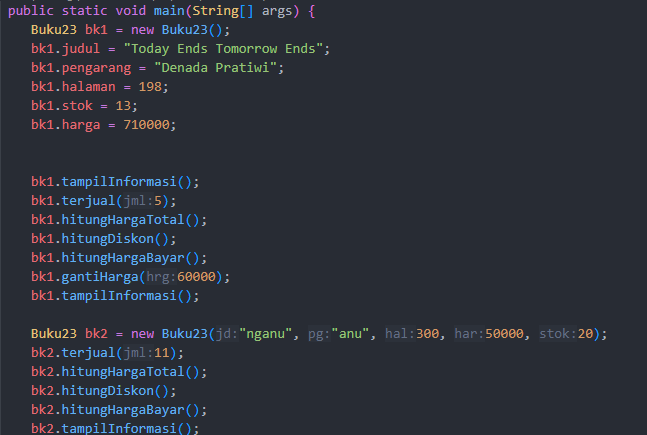 public static void main(String[] args) {
Buku23 bk1 = new Buku23();
bk1.judul = "Today Ends Tomorrow Ends";
bk1.pengarang = "Denada Pratiwi";
bk1.halaman = 198;
bk1.stok = 13;
bk1.harga = 710000;
bk1.tampilInformasi();
bk1.terjual(jml:5);
bk1.hitungHargaTotal();
bk1.hitungDiskon();
bk1.hitungHargaBayar();
bk1.gantiHarga(hrg:60000);
bk1.tampilInformasi();
Buku23 bk2 = new Buku23(jd:"nganu", pg:"anu", hal:300, har:50000, stok:20);
bk2.terjual(jml:11);
bk2.hitungHargaTotal();
bk2.hitungDiskon();
bk2.hitungHargaBayar();
bk2.tampilInformasi();